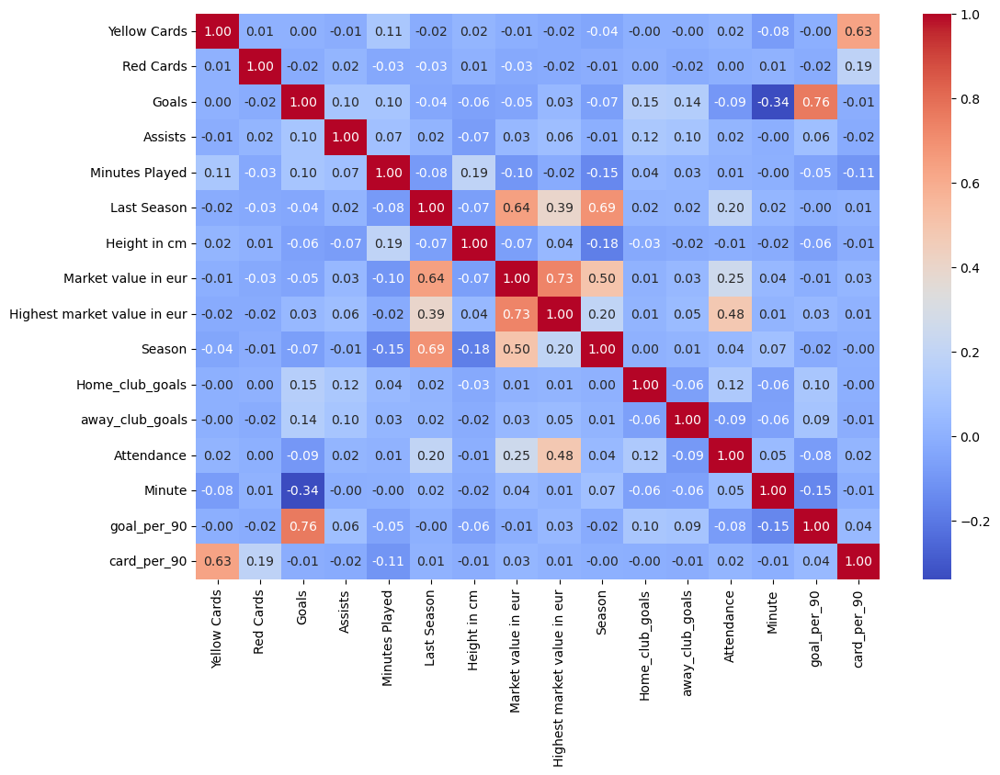 Yellow Cards 1.00 0.01 0.00 -0.01 0.11 -0.02 0.02 -0.01 -0.02 -0.04 -0.00 -0.00 0.02 -0.08 -0.00 0.63
Red Cards 0.01 1.00 -0.02 0.02 -0.03 -0.03 0.01 -0.03 -0.02 -0.01 0.00 -0.02 0.00 0.01 -0.02 0.19
Goals 0.00 -0.02 1.00 0.10 0.10 -0.04 -0.06 -0.05 0.03 -0.07 0.15 0.14 -0.09 -0.34 0.76 -0.01
Assists -0.01 0.02 0.10 1.00 0.07 0.02 -0.07 0.03 0.06 -0.01 0.12 0.10 0.02 -0.00 0.06 -0.02
Minutes Played 0.11 -0.03 0.10 0.07 1.00 -0.08 0.19 -0.10 -0.02 -0.15 0.04 0.03 0.01 -0.00 -0.05 -0.11
Last Season -0.02 -0.03 -0.04 0.02 -0.08 1.00 -0.07 0.64 0.39 0.69 0.02 0.02 0.20 0.02 -0.00 0.01
Height in cm 0.02 0.01 -0.06 -0.07 0.19 -0.07 1.00 -0.07 0.04 -0.18 -0.03 -0.02 -0.01 -0.02 -0.06 -0.01
Market value in eur -0.01 -0.03 -0.05 0.03 -0.10 0.64 -0.07 1.00 0.73 0.50 0.01 0.03 0.25 0.04 -0.01 0.03
Highest market value in eur -0.02 -0.02 0.03 0.06 -0.02 0.39 0.04 0.73 1.00 0.20 0.01 0.05 0.48 0.01 0.03 0.01
Season -0.04 -0.01 -0.07 -0.01 -0.15 0.69 -0.18 0.50 0.20 1.00 0.00 0.01 0.04 0.07 -0.02 -0.00
Home_club_goals -0.00 0.00 0.15 0.12 0.04 0.02 -0.03 0.01 0.01 0.00 1.00 -0.06 0.12 -0.06 0.10 -0.00
away_club_goals -0.00 -0.02 0.14 0.10 0.03 0.02 -0.02 0.03 0.05 0.01 -0.06 1.00 -0.09 -0.06 0.09 -0.01
Attendance 0.02 0.00 -0.09 0.02 0.01 0.20 -0.01 0.25 0.48 0.04 0.12 -0.09 1.00 0.05 -0.08 0.02
Minute -0.08 0.01 -0.34 -0.00 -0.00 0.02 -0.02 0.04 0.01 0.07 -0.06 -0.06 0.05 1.00 -0.15 -0.01
goal_per_90 -0.00 -0.02 0.76 0.06 -0.05 -0.00 -0.06 -0.01 0.03 -0.02 0.10 0.09 -0.08 -0.15 1.00 0.04
card_per_90 0.63 0.19 -0.01 -0.02 -0.11 0.01 -0.01 0.03 0.01 -0.00 -0.00 -0.01 0.02 -0.01 0.04 1.00
Yellow Cards
Red Cards
Goals
Assists
Minutes Played
Last Season
Height in cm
Market value in eur
Highest market value in eur
Season
Home_club_goals
away_club_goals
Attendance
Minute
goal_per_90
card_per_90
1.0
0.8
0.6
0.4
0.2
0.0
-0.2